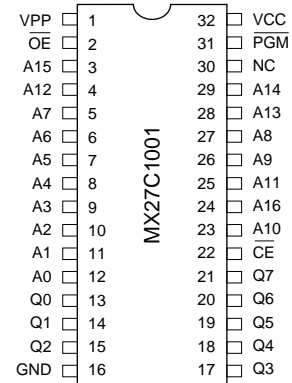 VPP 1 32 VCC
OE 2 31 PGM
A15 3 30 NC
A12 4 29 A14
A7 5 28 A13
A6 6 27 A8
A5 7 26 A9
A4 8 25 A11
A3 9 24 A16
A2 10 23 A10
A1 11 22 CE
A0 12 21 Q7
Q0 13 20 Q6
Q1 14 19 Q5
Q2 15 18 Q4
GND 16 17 Q3
MX27C1001